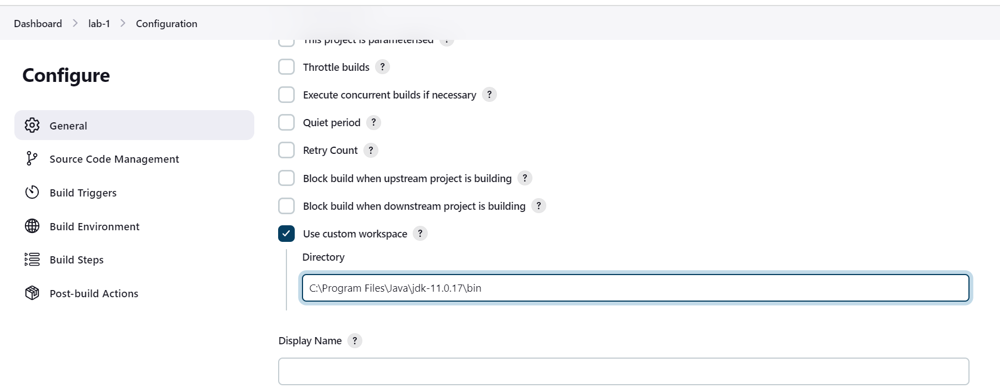 Dashboard > lab-1 > Configuration
This project is parameterised ?
Configure
General
Source Code Management
Build Triggers
Build Environment
Build Steps
Post-build Actions
Throttle builds ?
Execute concurrent builds if necessary ?
Quiet period ?
Retry Count ?
Block build when upstream project is building ?
Block build when downstream project is building ?
Use custom workspace ?
Directory
C:\Program Files\Java\jdk-11.0.17\bin
Display Name ?